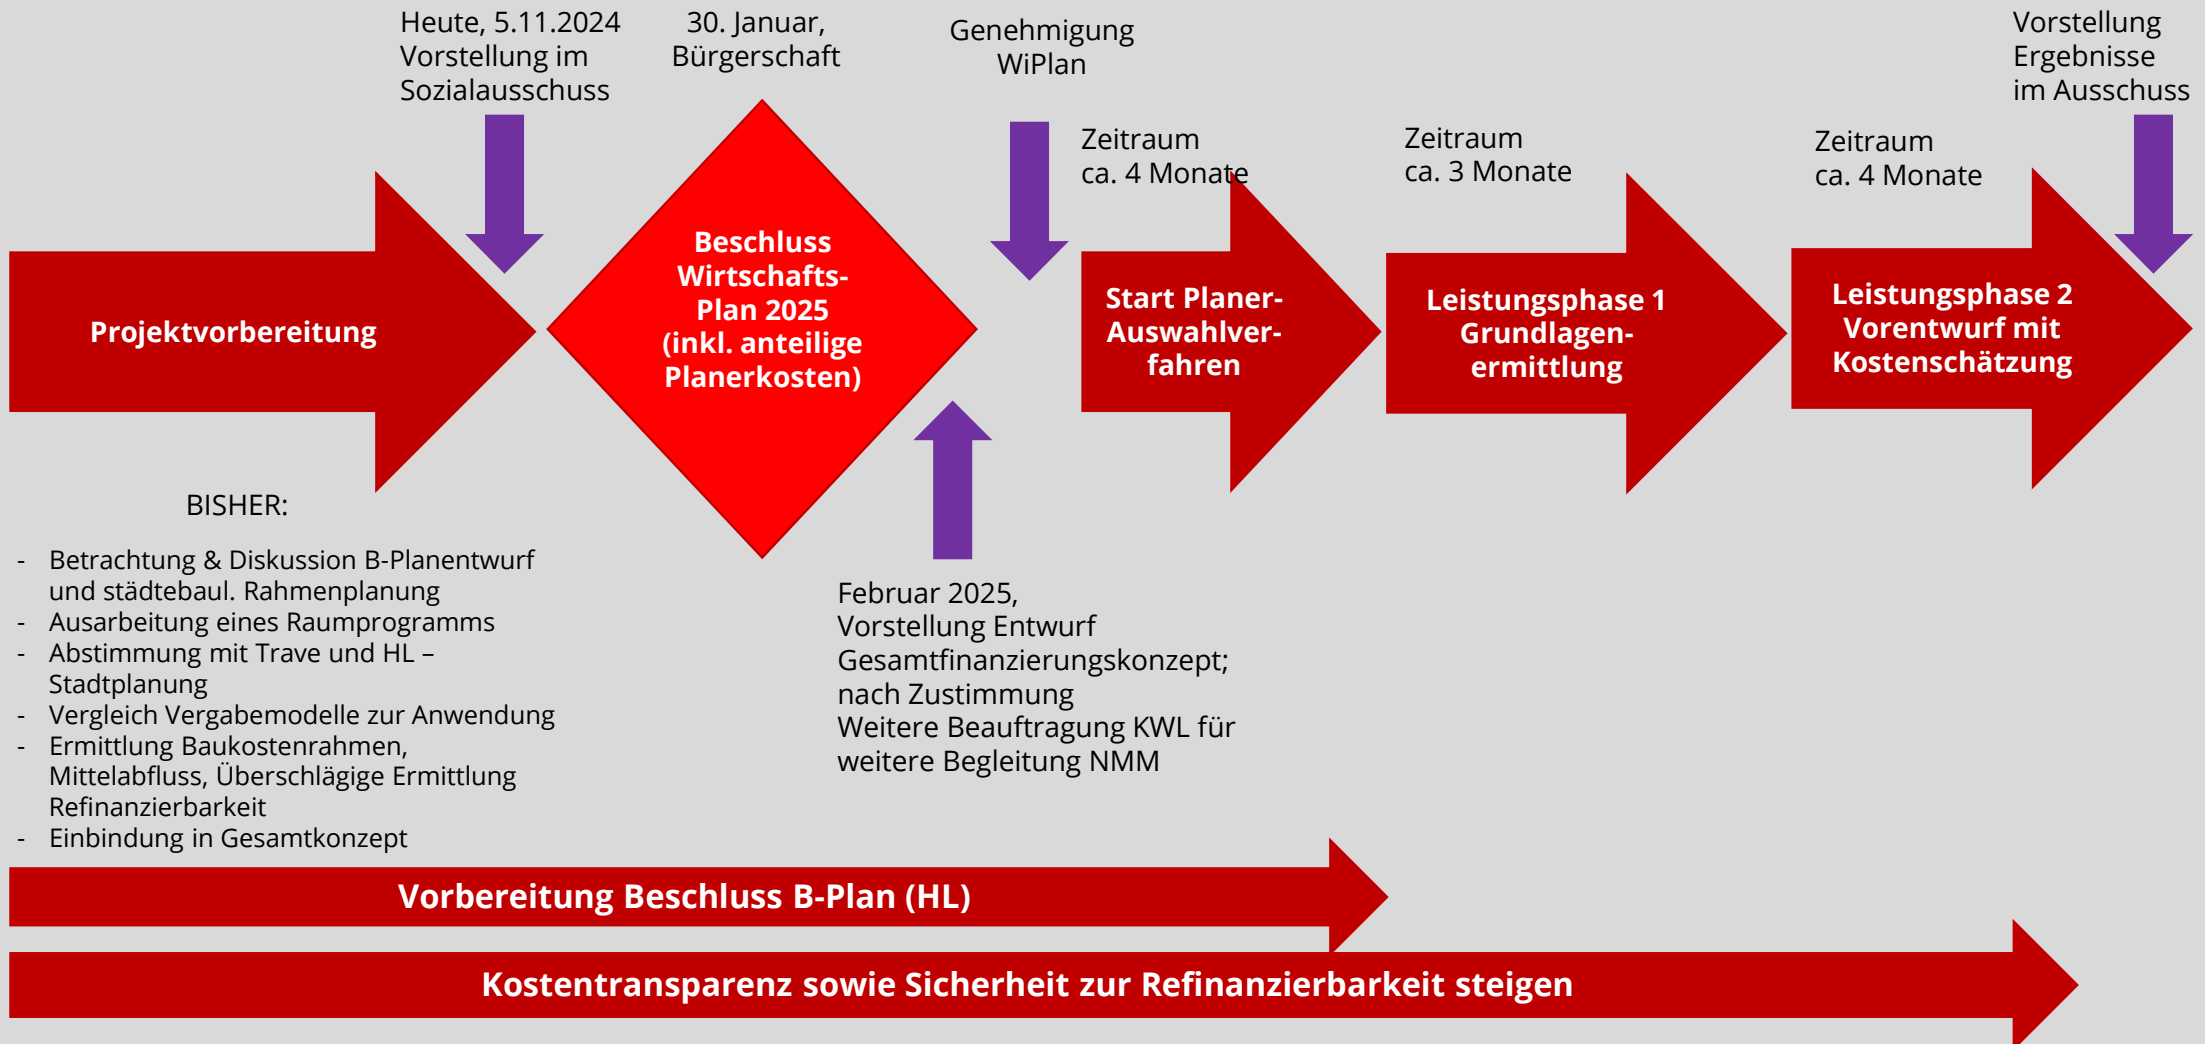 Heute, 5.11.2024
Vorstellung im
Sozialausschuss
30. Januar,
Bürgerschaft
Genehmigung
WiPlan
Vorstellung
Ergebnisse
im Ausschuss
Zeitraum
ca. 4 Monate
Zeitraum
ca. 3 Monate
Zeitraum
ca. 4 Monate
Projektvorbereitung
Beschluss
Wirtschafts-
Plan 2025
(inkl. anteilige
Planerkosten)
Start Planer-
Auswahlver-
fahren
Leistungsphase 1
Grundlagen-
ermittlung
Leistungsphase 2
Vorentwurf mit
Kostenschätzung
BISHER:
- Betrachtung & Diskussion B-Planentwurf
und städtebaul. Rahmenplanung
- Ausarbeitung eines Raumprogramms
- Abstimmung mit Trave und HL –
Stadtplanung
- Vergleich Vergabemodelle zur Anwendung
- Ermittlung Baukostenrahmen,
Mittelabfluss, Überschlägige Ermittlung
Refinanzierbarkeit
- Einbindung in Gesamtkonzept
Februar 2025,
Vorstellung Entwurf
Gesamtfinanzierungskonzept;
nach Zustimmung
Weitere Beauftragung KWL für
weitere Begleitung NMM
Vorbereitung Beschluss B-Plan (HL)
Kostentransparenz sowie Sicherheit zur Refinanzierbarkeit steigen